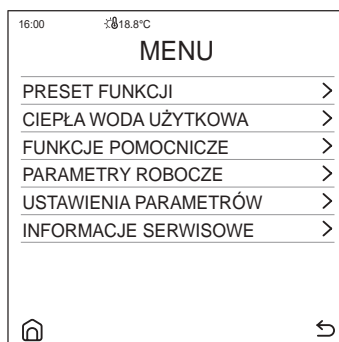 16:00 18.8°C
MENU
PRESET FUNKCJI
CIEPŁA WODA UŻYTKOWA
FUNKCJE POMOCNICZE
PARAMETRY ROBOCZE
USTAWIENIA PARAMETRÓW
INFORMACJE SERWISOWE